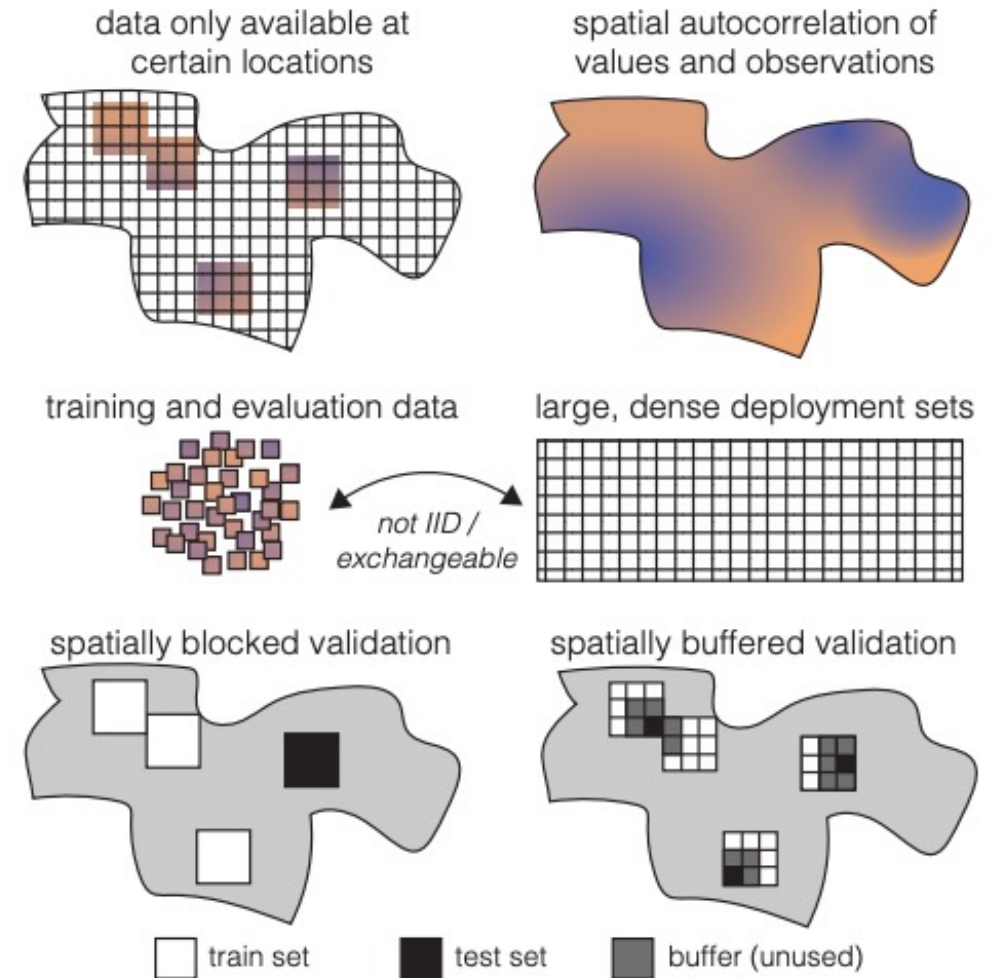 data only available at
certain locations
spatial autocorrelation of
values and observations
training and evaluation data
large, dense deployment sets
not IID /
exchangeable
spatially blocked validation
spatially buffered validation
train set
test set
buffer (unused)